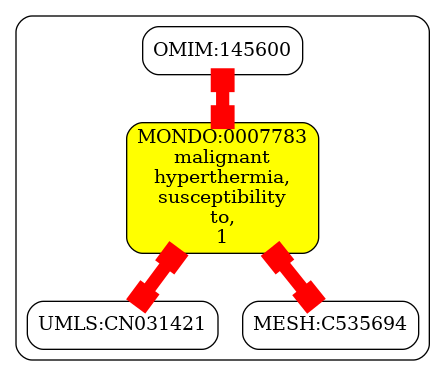 OMIM:145600
MONDO:0007783
malignant
hyperthermia,
susceptibility
to,
1
UMLS:CN031421
MESH:C535694